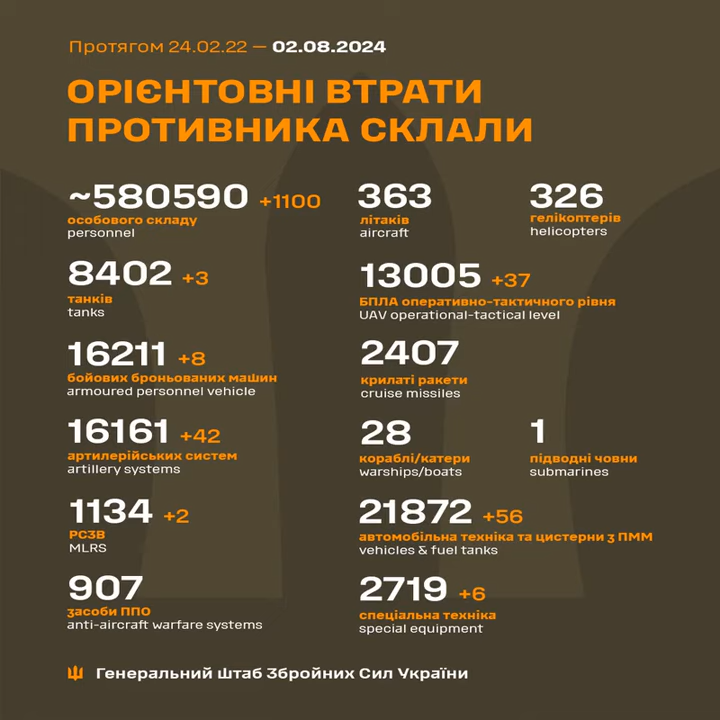 Протягом 24.02.22 — 02.08.2024
ОРІЄНТОВНІ ВТРАТИ
ПРОТИВНИКА СКЛАЛИ
~580590 +1100
особового складу
personnel
363
літаків
aircraft
326
гелікоптерів
helicopters
8402 +3
танків
tanks
13005 +37
БПЛА оперативно-тактичного рівня
UAV operational-tactical level
16211 +8
бойових броньованих машин
armoured personnel vehicle
2407
крилаті ракети
cruise missiles
16161 +42
артилерійських систем
artillery systems
28
кораблі/катери
warships/boats
1
підводні човни
submarines
1134 +2
РСЗВ
MLRS
21872 +56
автомобільна техніка та цистерни з ПММ
vehicles & fuel tanks
907
засоби ППО
anti-aircraft warfare systems
2719 +6
спеціальна техніка
special equipment
Генеральний штаб Збройних Сил України